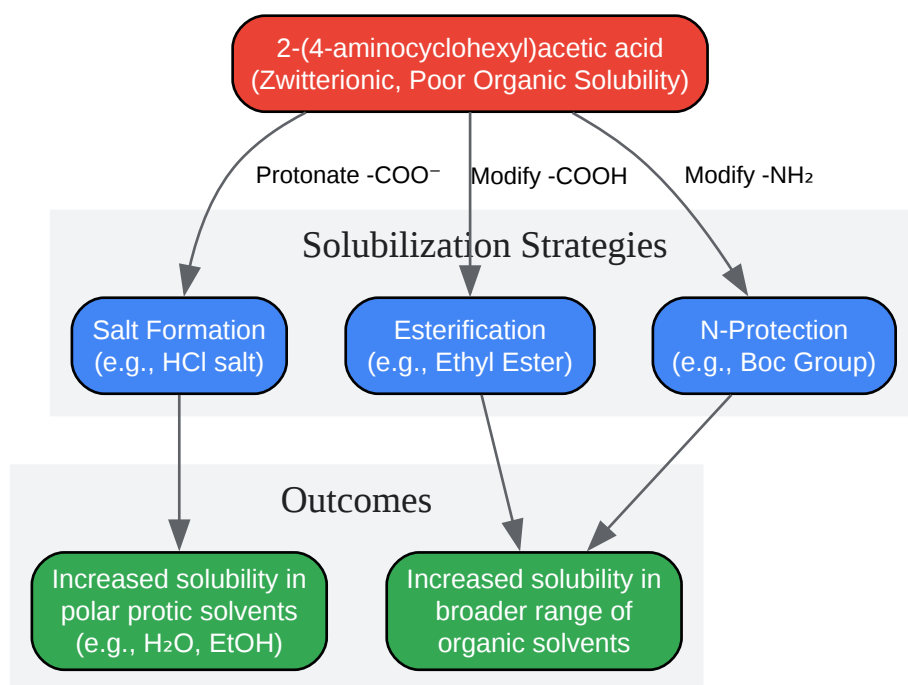 2-(4-aminocyclohexyl)acetic acid
(Zwitterionic, Poor Organic Solubility)
Protonate -COO⁻
Modify -COOH
Modify -NH₂
Solubilization Strategies
Salt Formation
(e.g., HCl salt)
Esterification
(e.g., Ethyl Ester)
N-Protection
(e.g., Boc Group)
Outcomes
Increased solubility in
polar protic solvents
(e.g., H₂O, EtOH)
Increased solubility in
broader range of
organic solvents